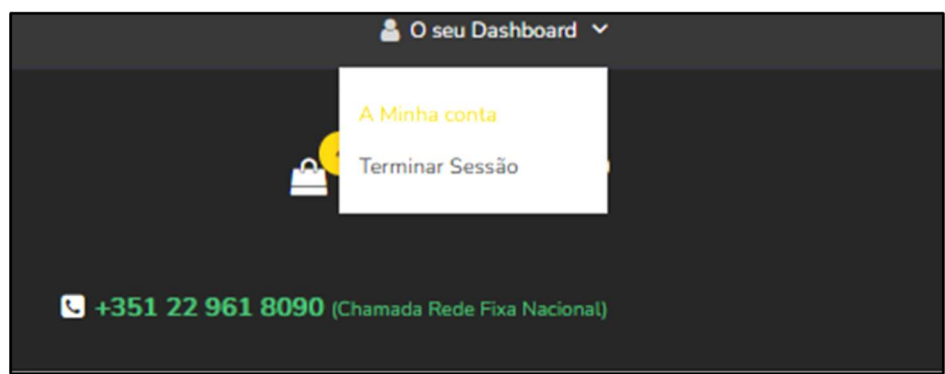 O seu Dashboard
A Minha conta
Terminar Sessão
+351 22 961 8090 (Chamada Rede Fixa Nacional)